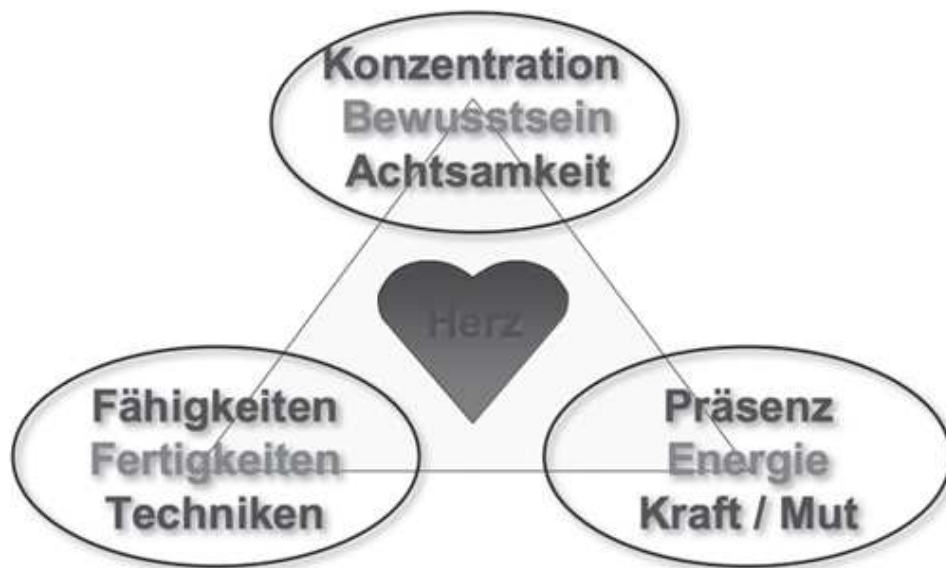 Konzentration
Bewusstsein
Achtsamkeit
Herz
Fähigkeiten
Fertigkeiten
Techniken
Präsenz
Energie
Kraft / Mut